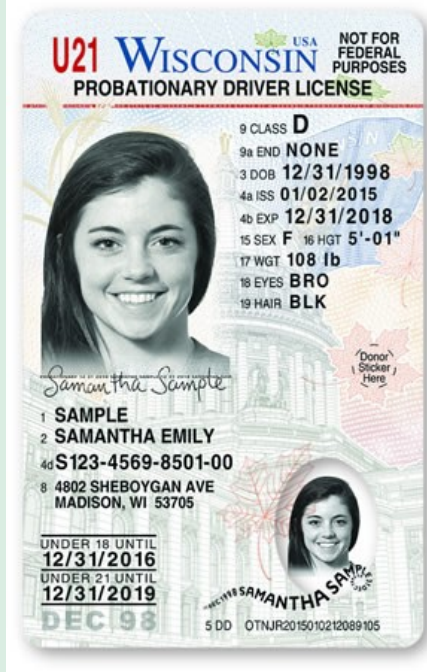 U21 WISCONSIN USA
NOT FOR
FEDERAL
PURPOSES
PROBATIONARY DRIVER LICENSE
9 CLASS D
9a END NONE
3 DOB 12/31/1998
4a ISS 01/02/2015
4b EXP 12/31/2018
15 SEX F 16 HGT 5'-01"
17 WGT 108 lb
18 EYES BRO
19 HAIR BLK
Donor
Sticker
Here
Samantha Sample
1 SAMPLE
2 SAMANTHA EMILY
4d S123-4569-8501-00
8 4802 SHEBOYGAN AVE
MADISON, WI 53705
UNDER 18 UNTIL
12/31/2016
UNDER 21 UNTIL
12/31/2019
DEC 98
SAMANTHA SAMPLE
5 DD OTNJR2015010212089105